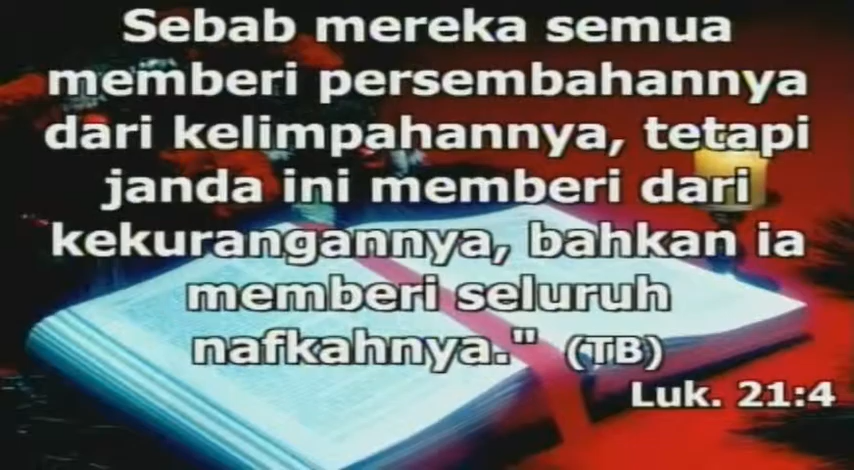 Sebab mereka semua
memberi persembahannya
dari kelimpahannya, tetapi
janda ini memberi dari
kekurangannya, bahkan ia
memberi seluruh
nafkahnya." (TB)
Luk. 21:4